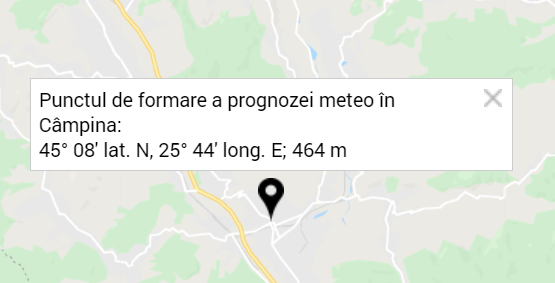 Punctul de formare a prognozei meteo în
Câmpina:
45° 08' lat. N, 25° 44' long. E; 464 m